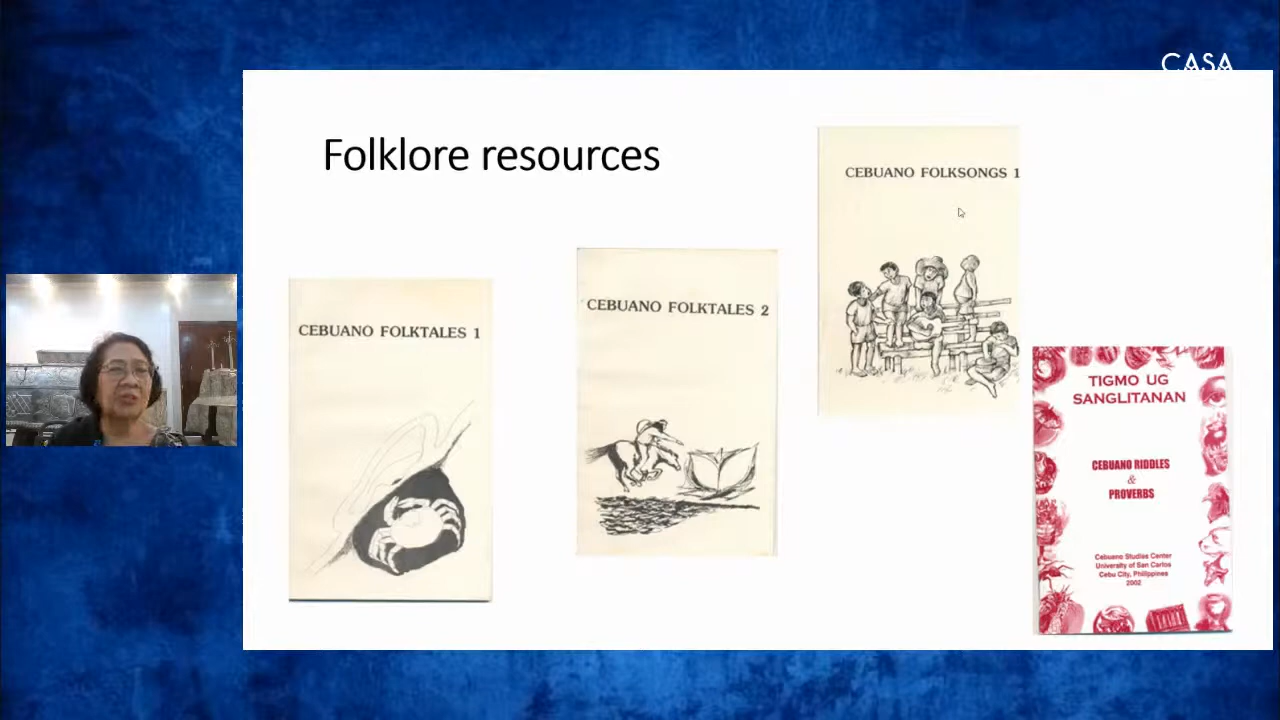 CASA
Folklore resources
CEBUANO FOLKTALES 1
CEBUANO FOLKTALES 2
CEBUANO FOLKSONGS 1
TIGMO UG
SANGLITANAN
CEBUANO RIDDLES
&
PROVERBS
Cebuano Studies Center
University of San Carlos
Cebu City, Philippines
2002